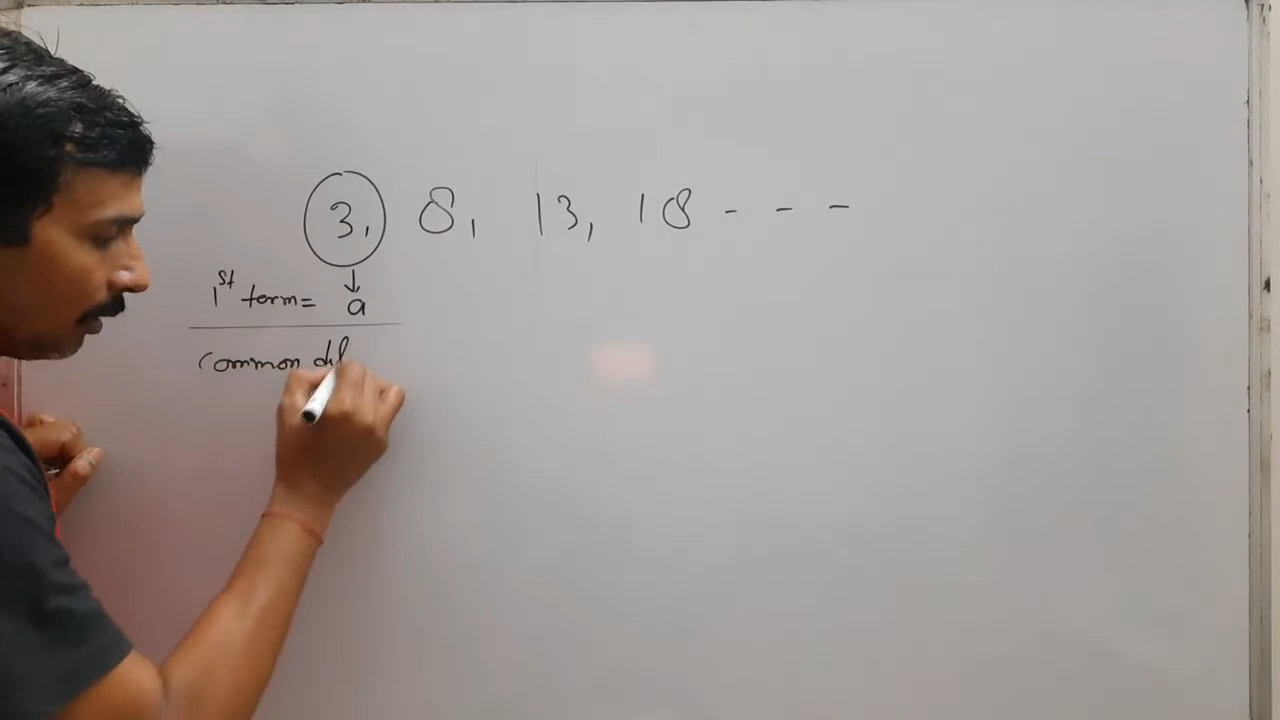 3, 8, 13, 18 - - -
1st term = a
common dif